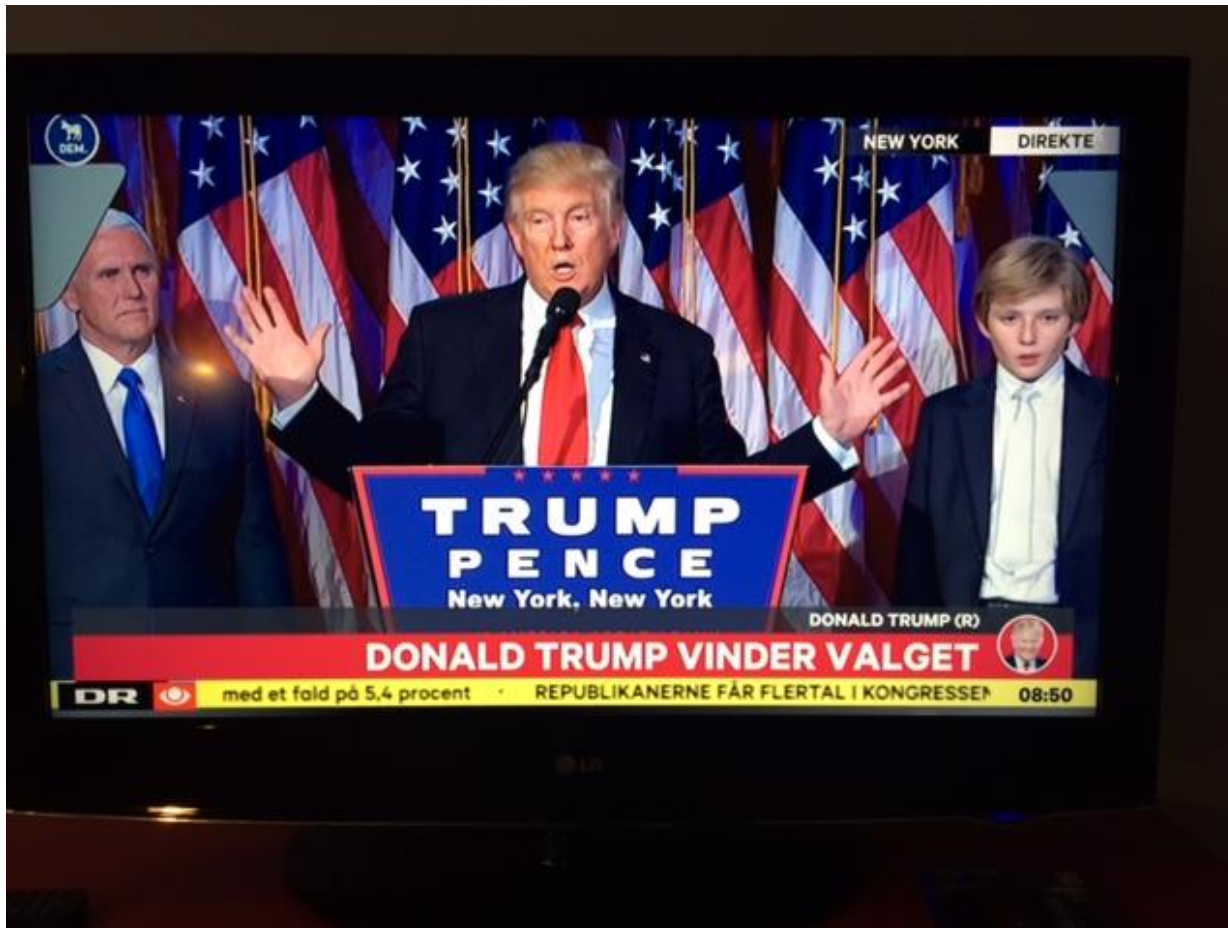 DEM.
NEW YORK DIREKTE
TRUMP
PENCE
New York, New York
DONALD TRUMP (R)
DONALD TRUMP VINDER VALGET
DR med et fald på 5,4 procent · REPUBLIKANERNE FÅR FLERTAL I KONGRESSEN 08:50
LG